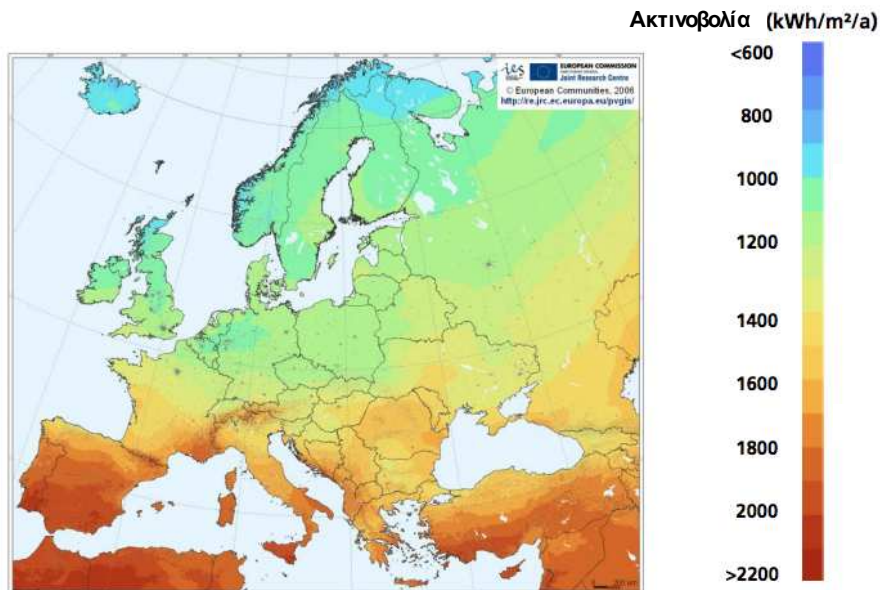 Ακτινοβολία (kWh/m²/a)
EUROPEAN COMMISSION
Joint Research Centre
© European Communities, 2006
http://re.jrc.ec.europa.eu/pvgis/
<600
800
1000
1200
1400
1600
1800
2000
>2200